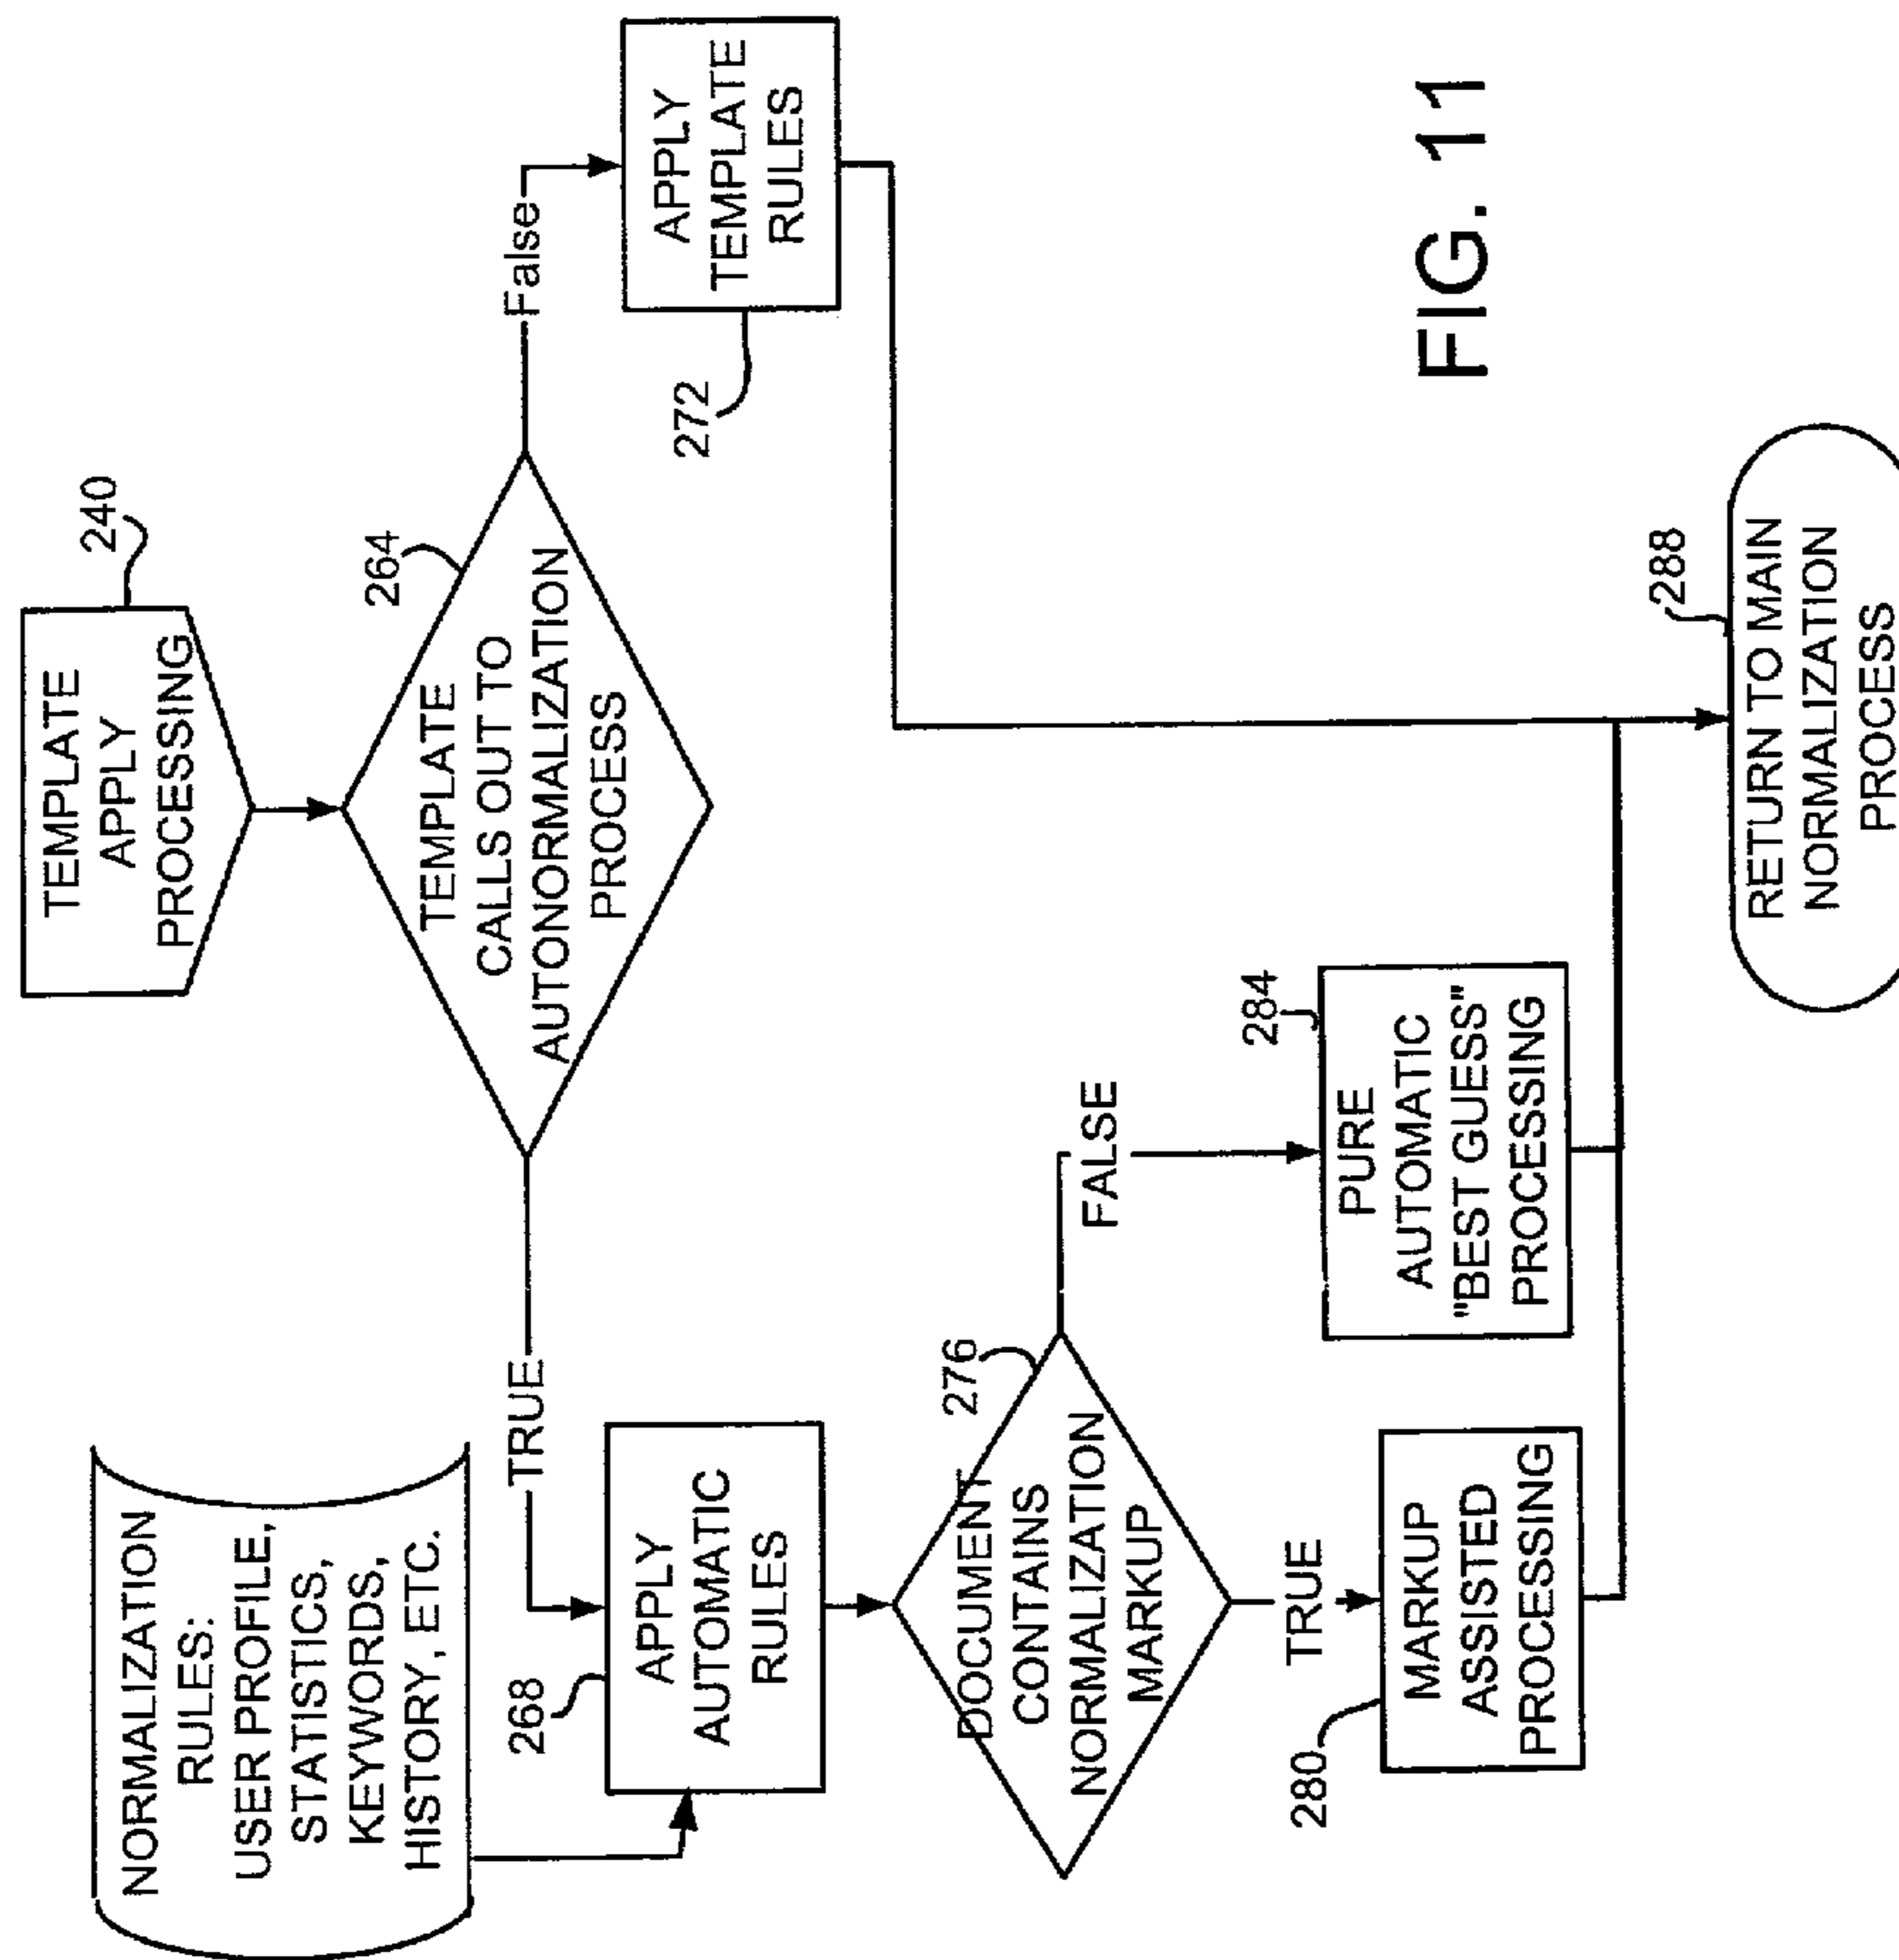 TEMPLATE
APPLY
PROCESSING
240
NORMALIZATION
RULES:
USER PROFILE,
STATISTICS,
KEYWORDS,
HISTORY, ETC.
264
TEMPLATE
CALLS OUT TO
AUTONORMALIZATION
PROCESS
TRUE
False
268
APPLY
AUTOMATIC
RULES
APPLY
TEMPLATE
RULES
272
276
DOCUMENT
CONTAINS
NORMALIZATION
MARKUP
FALSE
TRUE
280
MARKUP
ASSISTED
PROCESSING
284
PURE
AUTOMATIC
"BEST GUESS"
PROCESSING
288
RETURN TO MAIN
NORMALIZATION
PROCESS
FIG. 11